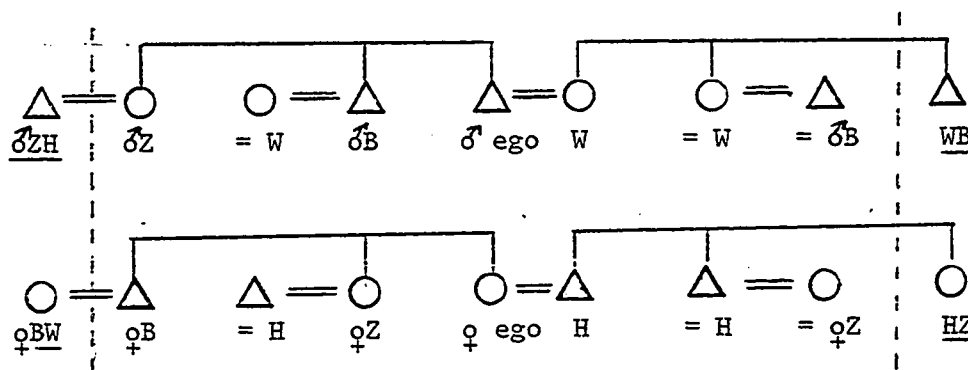 ♂ZH ♂Z = W ♂B ♂ ego W = W = ♂B WB
♀BW ♀B = H ♀Z ♀ ego H = H = ♀Z HZ